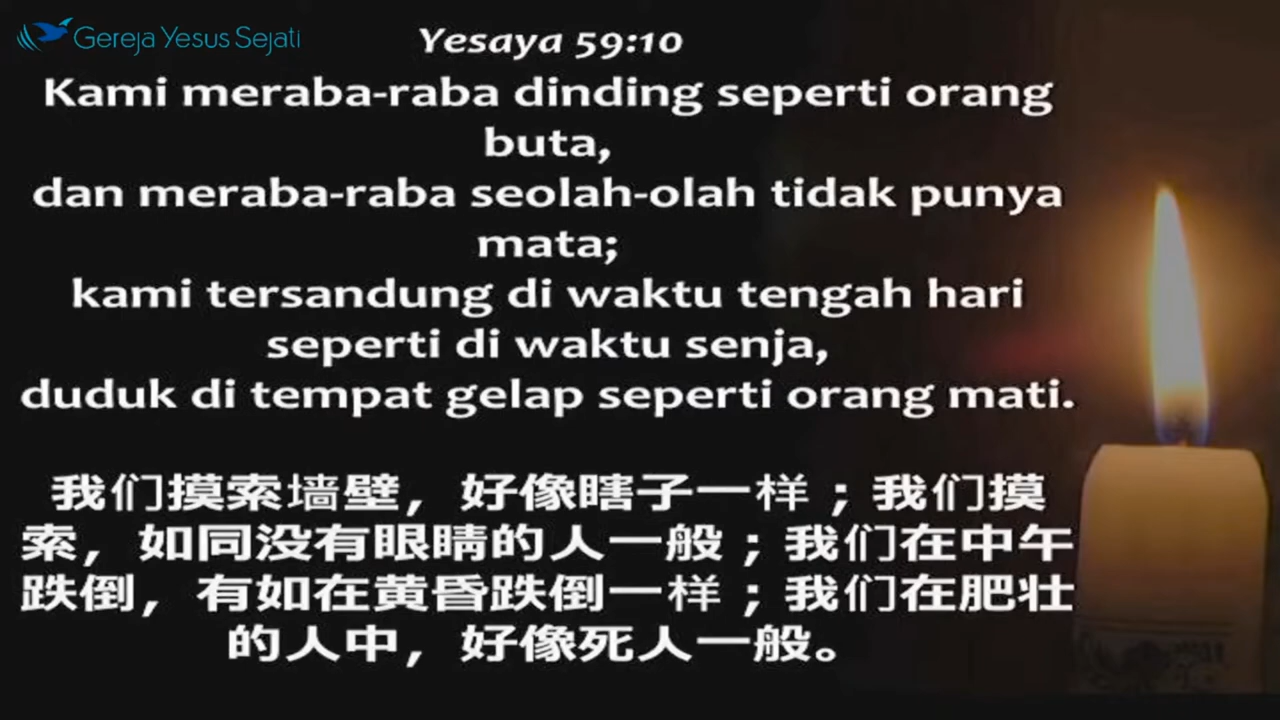 Gereja Yesus Sejati
Yesaya 59:10
Kami meraba-raba dinding seperti orang
buta,
dan meraba-raba seolah-olah tidak punya
mata;
kami tersandung di waktu tengah hari
seperti di waktu senja,
duduk di tempat gelap seperti orang mati.
我们摸索墙壁，好像瞎子一样；我们摸
索，如同没有眼睛的人一般；我们在中午
跌倒，有如在黄昏跌倒一样；我们在肥壮
的人中，好像死人一般。